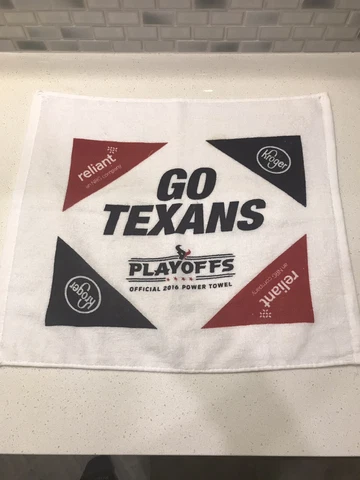 reliant
an NRG company
Kroger
GO
TEXANS
PLAYOFFS
OFFICIAL 2016 POWER TOWEL
Kroger
reliant
an NRG company